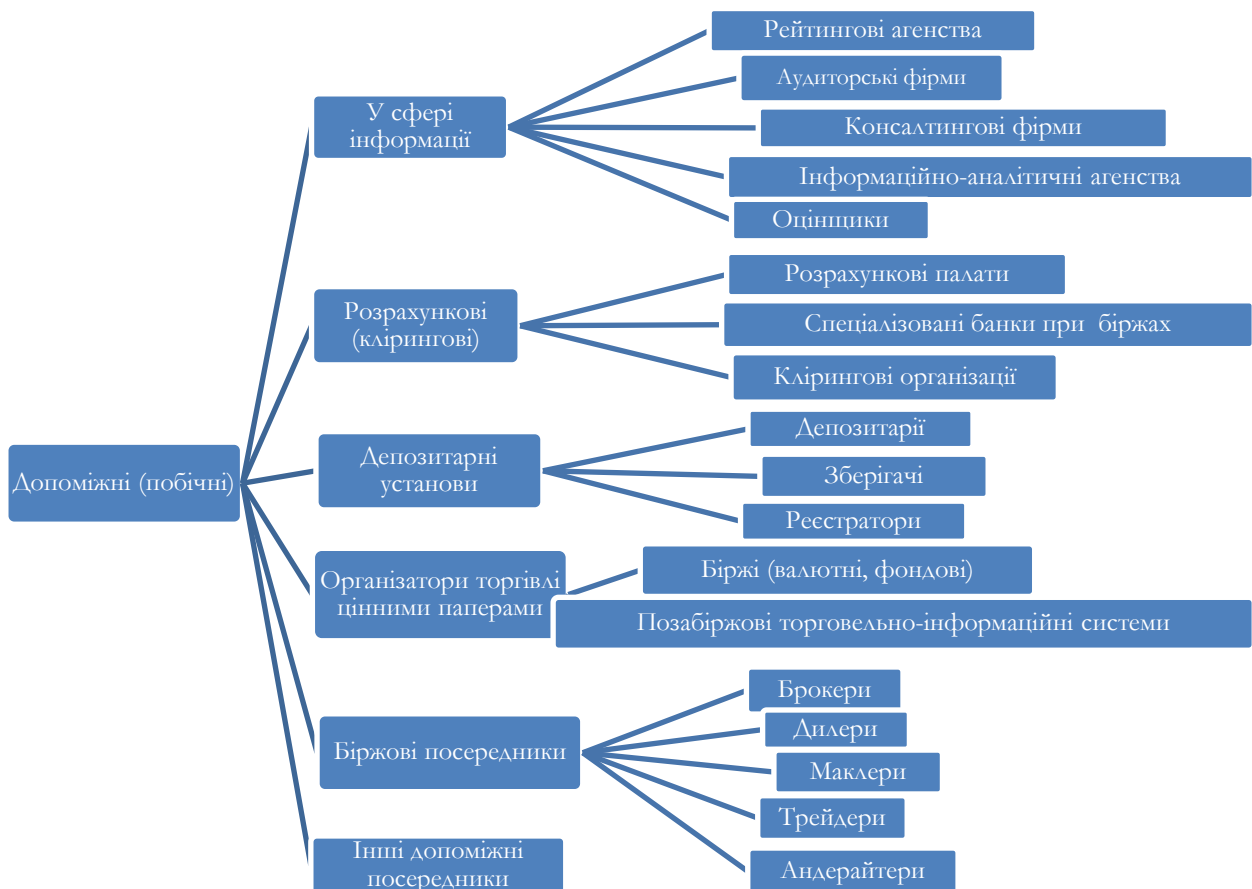 Допоміжні (побічні)
У сфері
інформації
Рейтингові агенства
Аудиторські фірми
Консалтингові фірми
Інформаційно-аналітичні агенства
Оцінщики
Розрахункові
(клірингові)
Розрахункові палати
Спеціалізовані банки при біржах
Клірингові організації
Депозитарні
установи
Депозитарії
Зберігачі
Реєстратори
Організатори торгівлі
цінними паперами
Біржі (валютні, фондові)
Позабіржові торговельно-інформаційні системи
Біржові посередники
Брокери
Дилери
Маклери
Трейдери
Андерайтери
Інші допоміжні
посередники